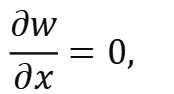 ∂w/∂x = 0,